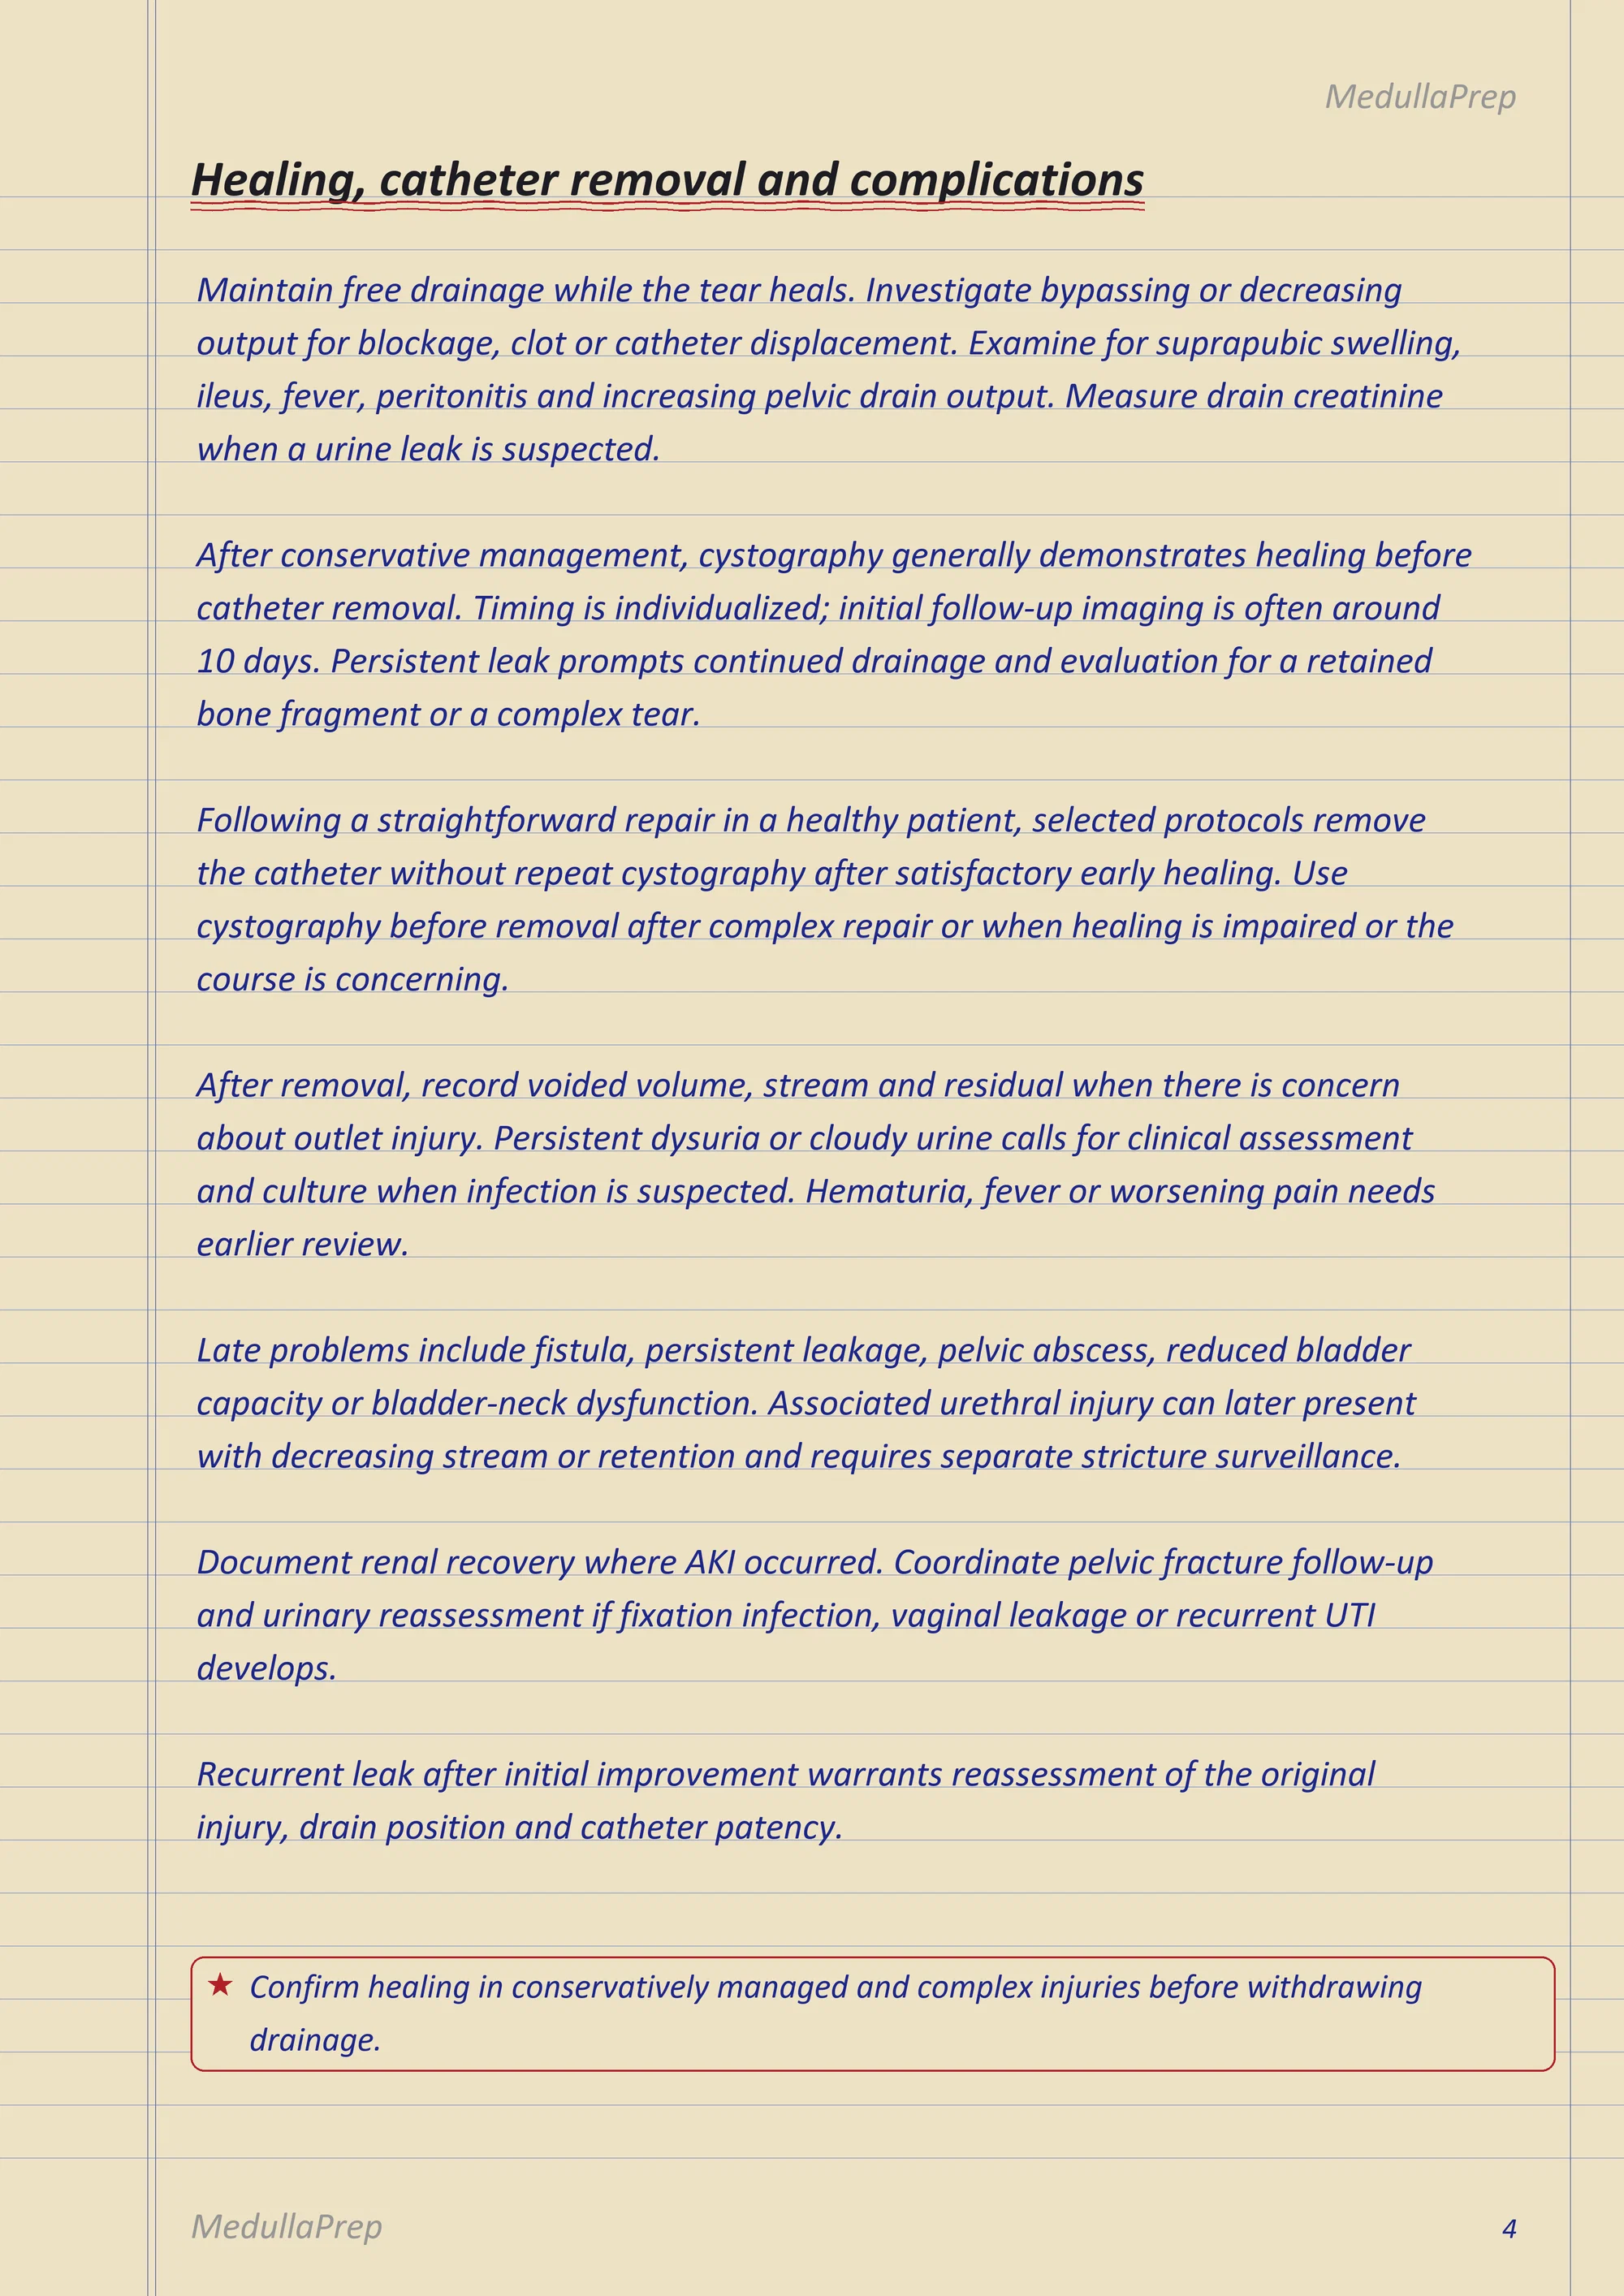 MedullaPrep
Healing, catheter removal and complications
Maintain free drainage while the tear heals. Investigate bypassing or decreasing
output for blockage, clot or catheter displacement. Examine for suprapubic swelling,
ileus, fever, peritonitis and increasing pelvic drain output. Measure drain creatinine
when a urine leak is suspected.
After conservative management, cystography generally demonstrates healing before
catheter removal. Timing is individualized; initial follow-up imaging is often around
10 days. Persistent leak prompts continued drainage and evaluation for a retained
bone fragment or a complex tear.
Following a straightforward repair in a healthy patient, selected protocols remove
the catheter without repeat cystography after satisfactory early healing. Use
cystography before removal after complex repair or when healing is impaired or the
course is concerning.
After removal, record voided volume, stream and residual when there is concern
about outlet injury. Persistent dysuria or cloudy urine calls for clinical assessment
and culture when infection is suspected. Hematuria, fever or worsening pain needs
earlier review.
Late problems include fistula, persistent leakage, pelvic abscess, reduced bladder
capacity or bladder-neck dysfunction. Associated urethral injury can later present
with decreasing stream or retention and requires separate stricture surveillance.
Document renal recovery where AKI occurred. Coordinate pelvic fracture follow-up
and urinary reassessment if fixation infection, vaginal leakage or recurrent UTI
develops.
Recurrent leak after initial improvement warrants reassessment of the original
injury, drain position and catheter patency.
★ Confirm healing in conservatively managed and complex injuries before withdrawing
drainage.
MedullaPrep
4